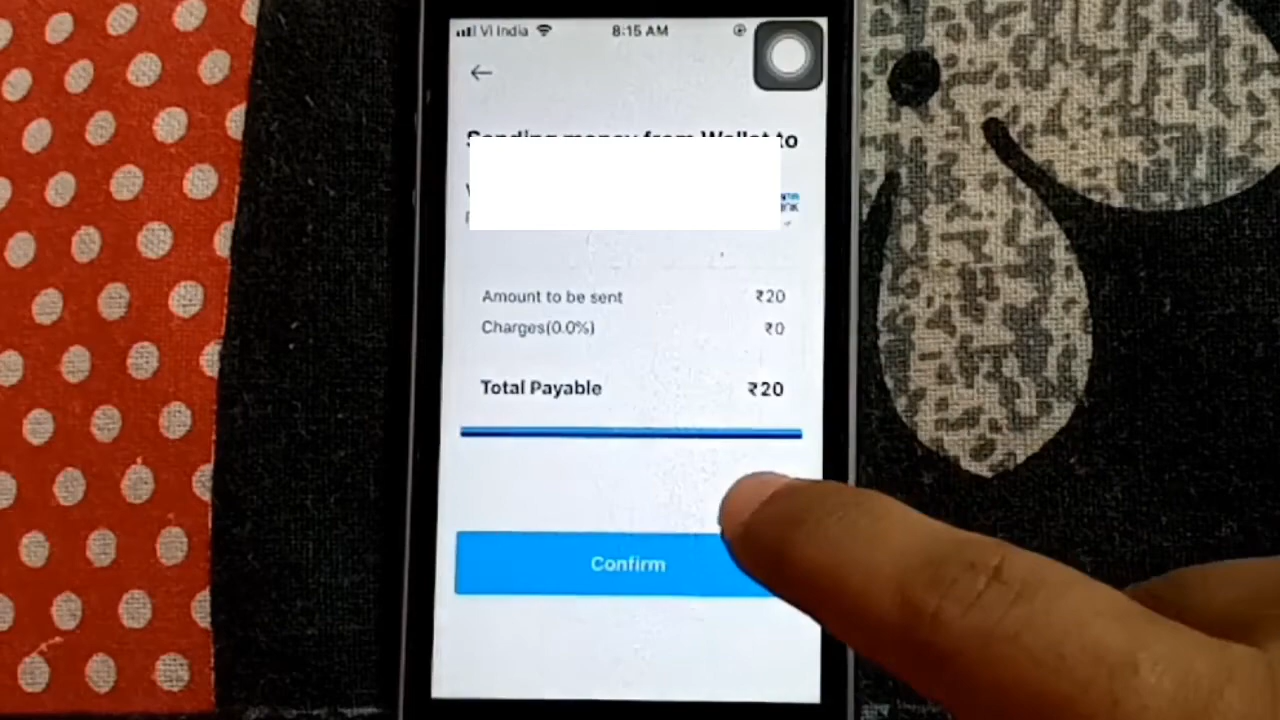 Vi India 8:15 AM
Sending money from Wallet to
Amount to be sent ₹20
Charges(0.0%) ₹0
Total Payable ₹20
Confirm